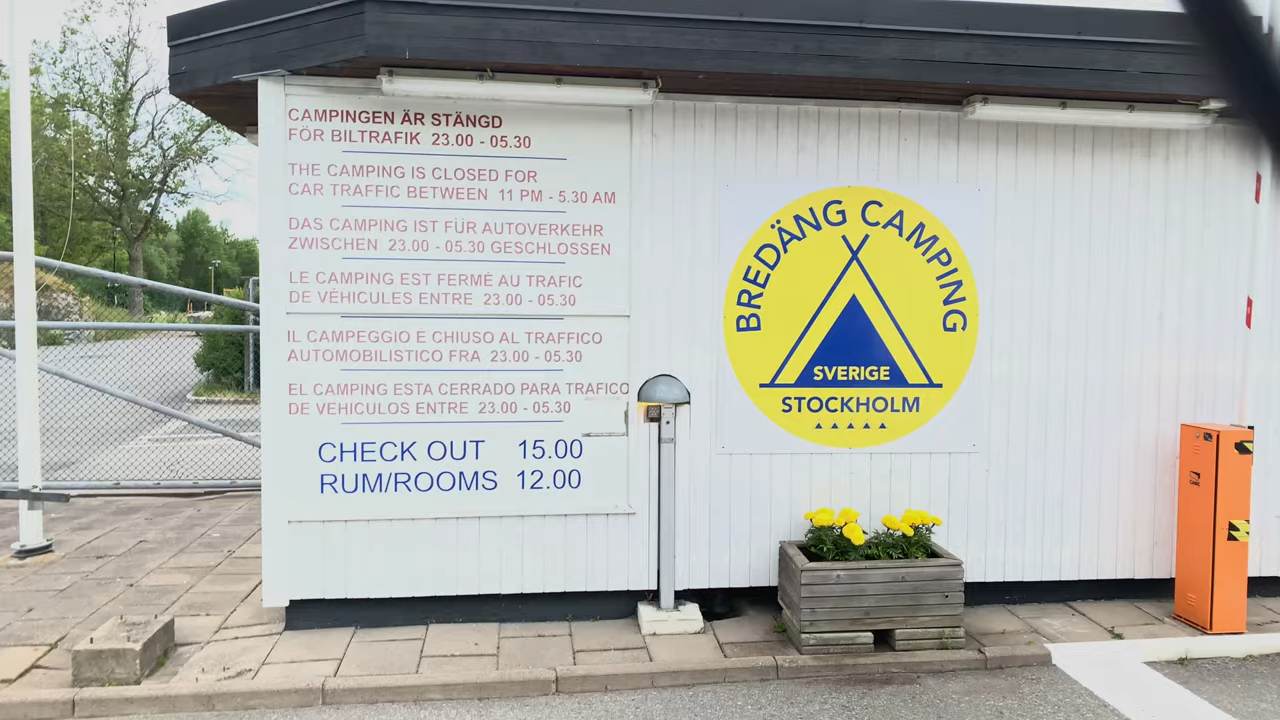 CAMPINGEN ÄR STÄNGD
FÖR BILTRAFIK 23.00 - 05.30
THE CAMPING IS CLOSED FOR
CAR TRAFFIC BETWEEN 11 PM - 5.30 AM
DAS CAMPING IST FÜR AUTOVERKEHR
ZWISCHEN 23.00 - 05.30 GESCHLOSSEN
LE CAMPING EST FERMÉ AU TRAFIC
DE VÉHICULES ENTRE 23.00 - 05.30
IL CAMPEGGIO È CHIUSO AL TRAFFICO
AUTOMOBILISTICO FRA 23.00 - 05.30
EL CAMPING ESTA CERRADO PARA TRAFICO
DE VEHICULOS ENTRE 23.00 - 05.30
CHECK OUT 15.00
RUM/ROOMS 12.00
BREDÄNG CAMPING
SVERIGE
STOCKHOLM